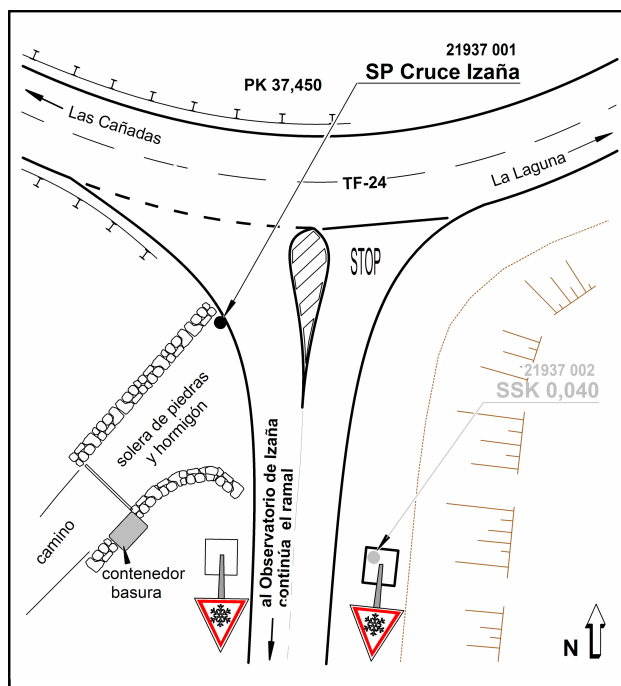 21937 001
SP Cruce Izaña
PK 37,450
Las Cañadas
TF-24
La Laguna
STOP
21937 002
SSK 0,040
solera de piedras
y hormigón
camino
contenedor
basura
al Observatorio de Izaña
continúa el ramal
N